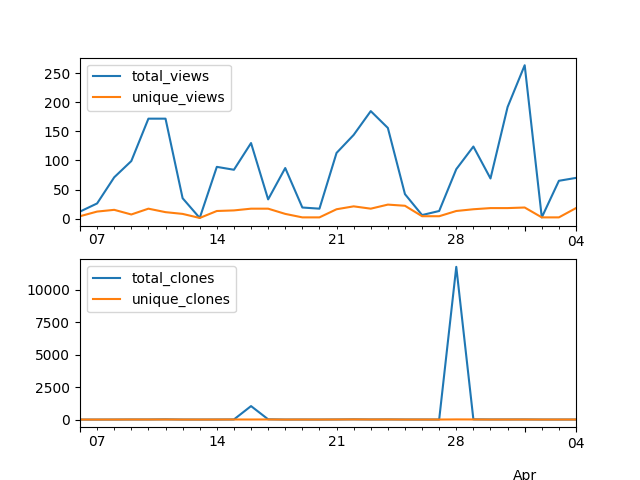 250
200
150
100
50
0
total_views
unique_views
07 14 21 28 04
10000
7500
5000
2500
0
total_clones
unique_clones
07 14 21 28 04
Apr